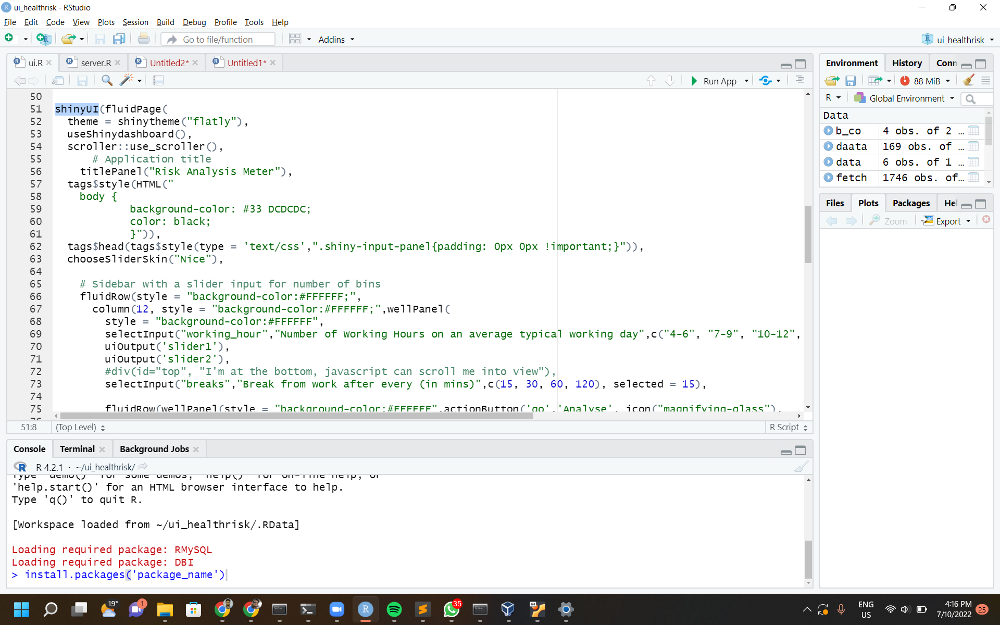 ui_healthrisk - RStudio
File Edit Code View Plots Session Build Debug Profile Tools Help
Go to file/function Addins ui_healthrisk
ui.R server.R Untitled2* Untitled1*
Run App
50
51 shinyUI(fluidPage(
52 theme = shinytheme("flatly"),
53 useShinydashboard(),
54 scroller::use_scroller(),
55 # Application title
56 titlePanel("Risk Analysis Meter"),
57 tags$style(HTML("
58 body {
59 background-color: #33 DCDCDC;
60 color: black;
61 }")),
62 tags$head(tags$style(type = 'text/css',".shiny-input-panel{padding: 0px 0px !important;}")),
63 chooseSliderSkin("Nice"),
64
65 # Sidebar with a slider input for number of bins
66 fluidRow(style = "background-color:#FFFFFF;",
67 column(12, style = "background-color:#FFFFFF;",wellPanel(
68 style = "background-color:#FFFFFF",
69 selectInput("working_hour","Number of Working Hours on an average typical working day",c("4-6", "7-9", "10-12",
70 uiOutput('slider1'),
71 uiOutput('slider2'),
72 #div(id="top", "I'm at the bottom, javascript can scroll me into view"),
73 selectInput("breaks","Break from work after every (in mins)",c(15, 30, 60, 120), selected = 15),
74
75 fluidRow(wellPanel(style = "background-color:#FFFFFF",actionButton('go','Analyse', icon("magnifying-glass"),
76
51:8 (Top Level) R Script
Console Terminal Background Jobs
R 4.2.1 · ~/ui_healthrisk/
Type 'demo()' for some demos, 'help()' for on-line help, or
'help.start()' for an HTML browser interface to help.
Type 'q()' to quit R.
[Workspace loaded from ~/ui_healthrisk/.RData]
Loading required package: RMySQL
Loading required package: DBI
> install.packages('package_name')
Environment History Conn
88 MiB
R Global Environment
Data
b_co 4 obs. of 2 ...
daata 169 obs. of ...
data 6 obs. of 1 ...
fetch 1746 obs. of...
Files Plots Packages Hel
Zoom Export
19° 1 35 64
ENG
US
4:16 PM
7/10/2022
25